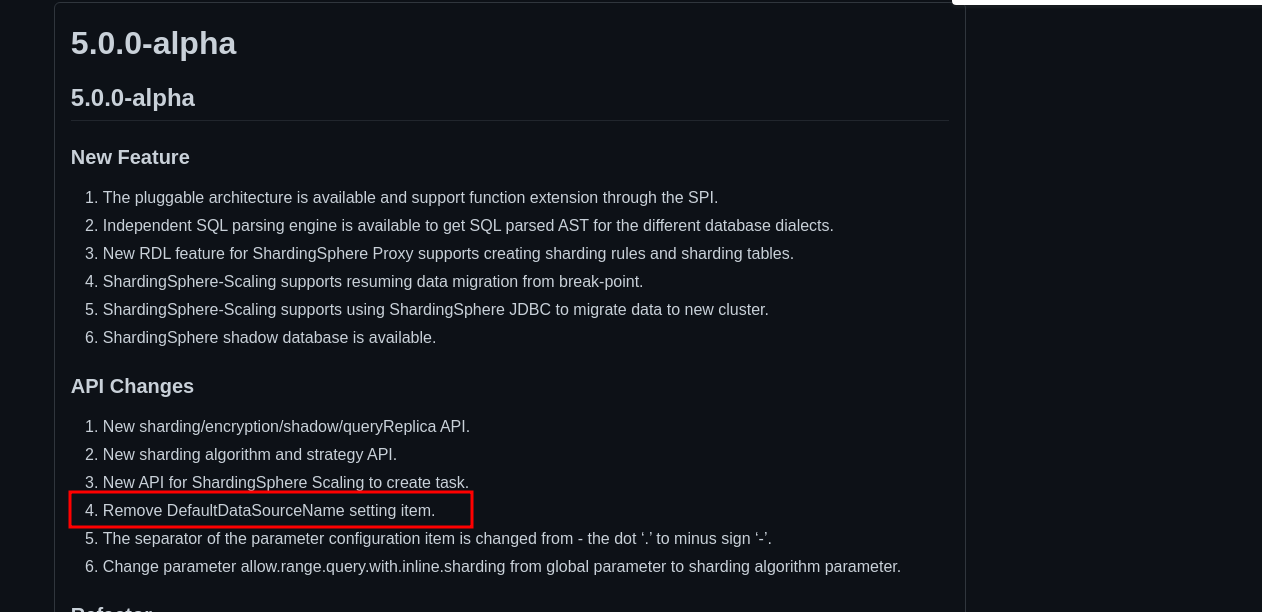 5.0.0-alpha
5.0.0-alpha
New Feature
1. The pluggable architecture is available and support function extension through the SPI.
2. Independent SQL parsing engine is available to get SQL parsed AST for the different database dialects.
3. New RDL feature for ShardingSphere Proxy supports creating sharding rules and sharding tables.
4. ShardingSphere-Scaling supports resuming data migration from break-point.
5. ShardingSphere-Scaling supports using ShardingSphere JDBC to migrate data to new cluster.
6. ShardingSphere shadow database is available.
API Changes
1. New sharding/encryption/shadow/queryReplica API.
2. New sharding algorithm and strategy API.
3. New API for ShardingSphere Scaling to create task.
4. Remove DefaultDataSourceName setting item.
5. The separator of the parameter configuration item is changed from - the dot ‘.’ to minus sign ‘-’.
6. Change parameter allow.range.query.with.inline.sharding from global parameter to sharding algorithm parameter.
Refactor